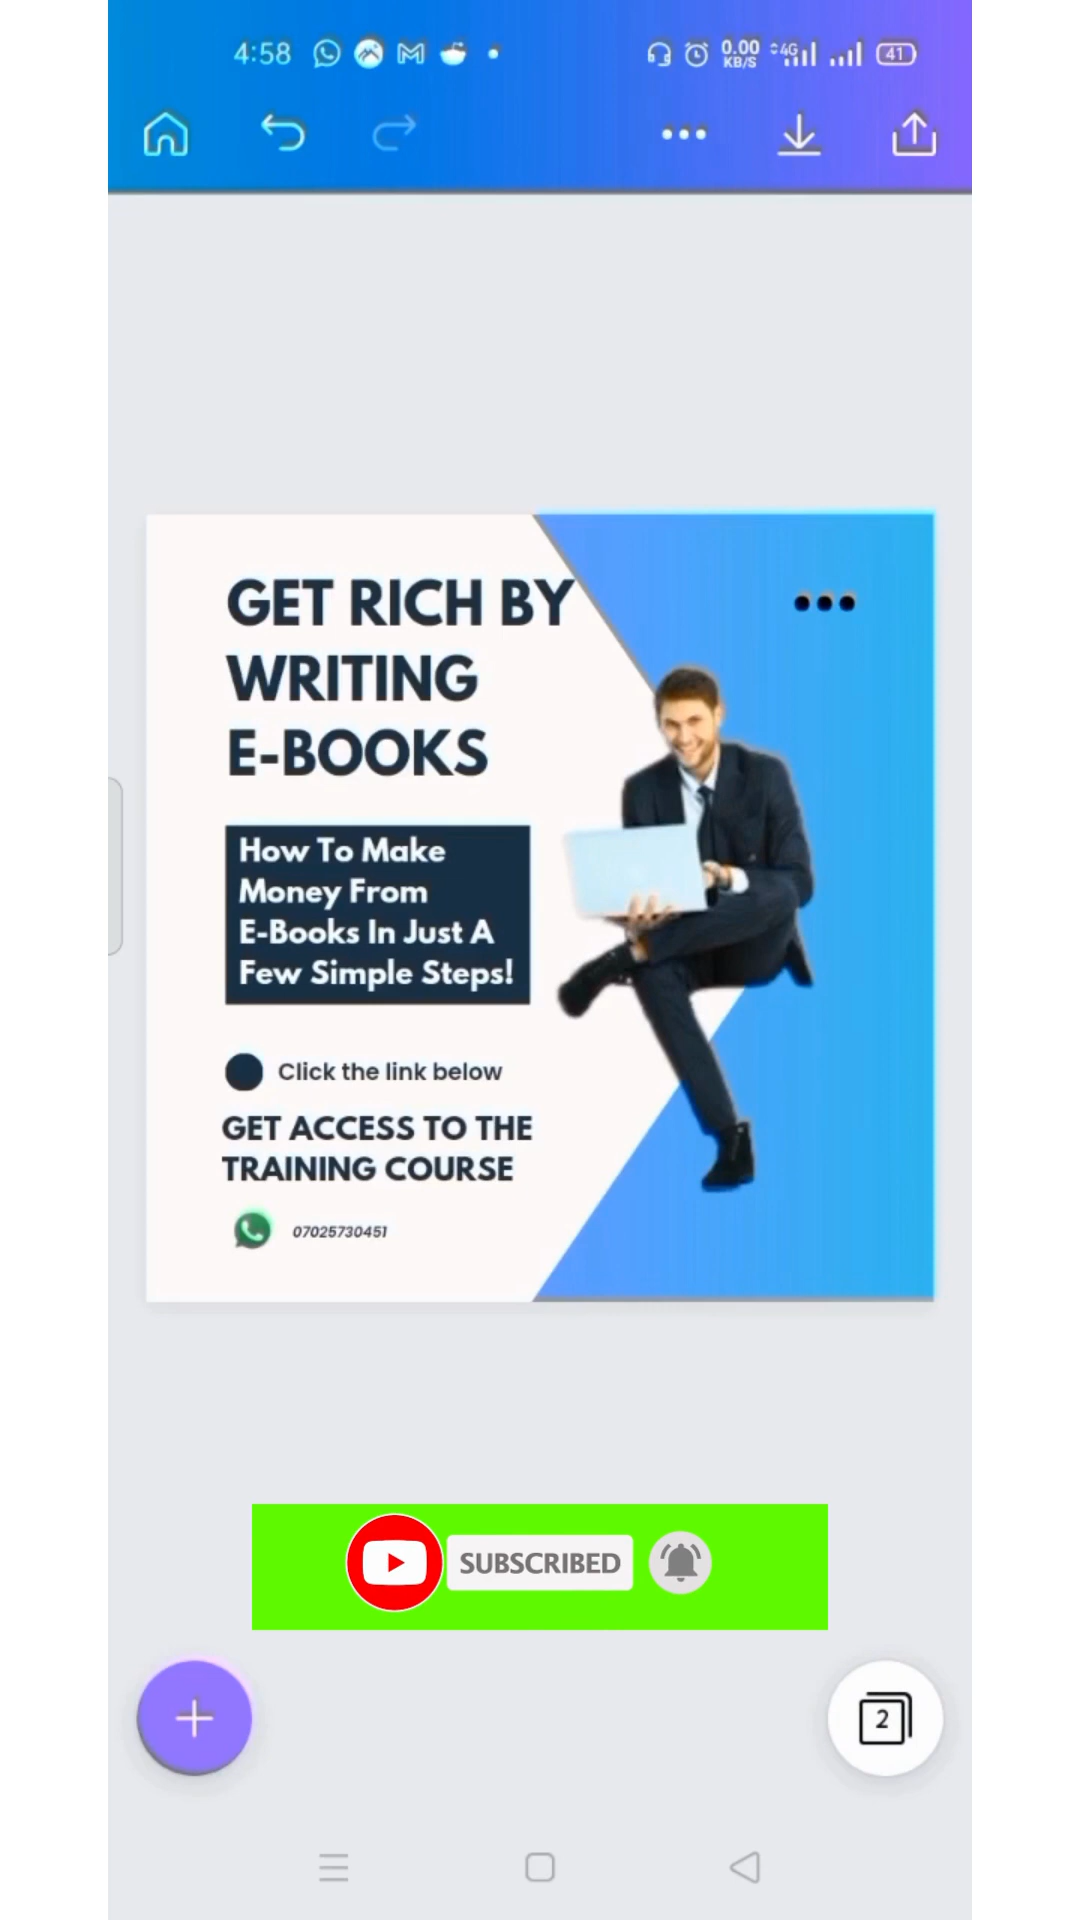 4:58
0.00
KB/S
4G
41
GET RICH BY
WRITING
E-BOOKS
How To Make
Money From
E-Books In Just A
Few Simple Steps!
Click the link below
GET ACCESS TO THE
TRAINING COURSE
07025730451
SUBSCRIBED
2